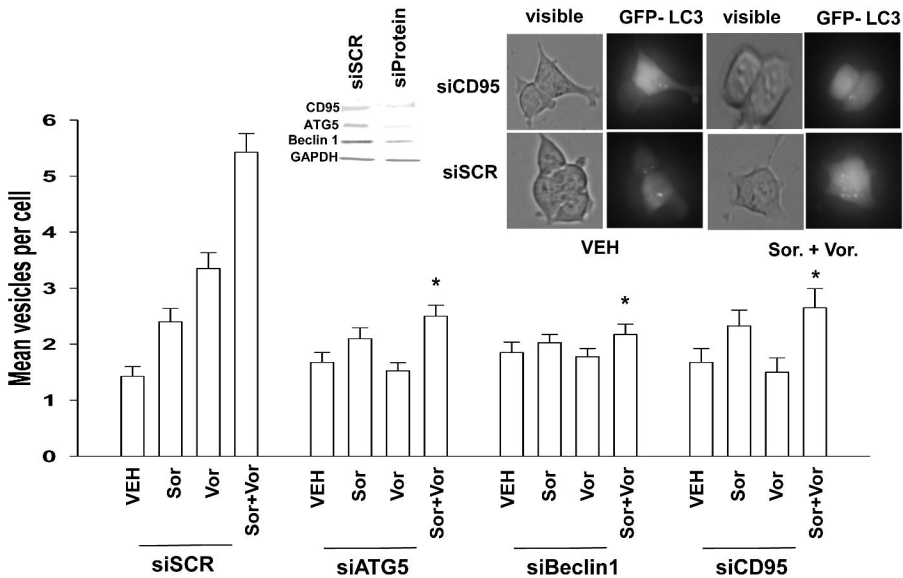 visible GFP- LC3 visible GFP- LC3
siSCR
siProtein
siCD95
CD95
ATG5
Beclin 1
GAPDH
siSCR
VEH Sor. + Vor.
Mean vesicles per cell
6
5
4
3
2
1
0
* * *
VEH Sor Vor Sor+Vor VEH Sor Vor Sor+Vor VEH Sor Vor Sor+Vor VEH Sor Vor Sor+Vor
siSCR siATG5 siBeclin1 siCD95